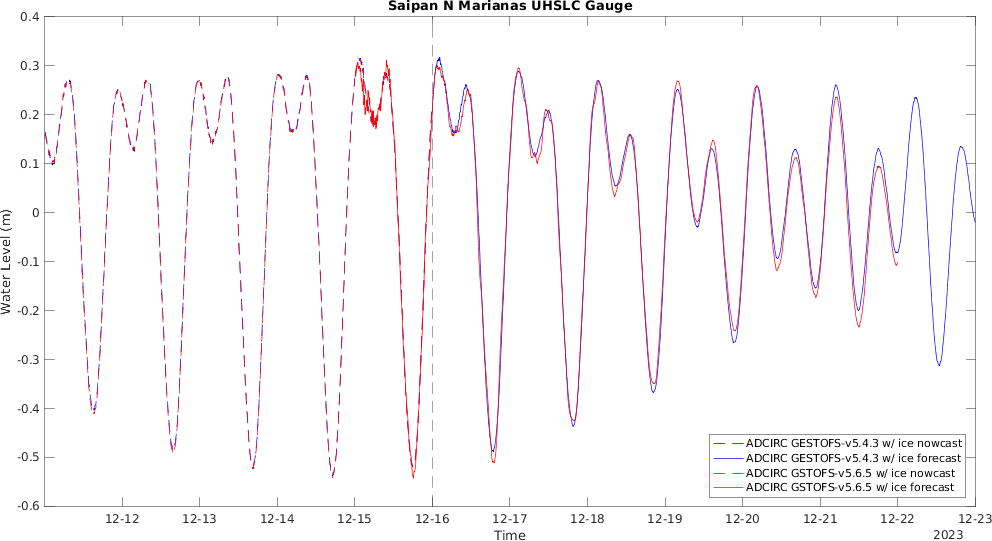 Saipan N Marianas UHSLC Gauge
0.4
0.3
0.2
0.1
0
-0.1
-0.2
-0.3
-0.4
-0.5
-0.6
Water Level (m)
ADCIRC GESTOFS-v5.4.3 w/ ice nowcast
ADCIRC GESTOFS-v5.4.3 w/ ice forecast
ADCIRC GSTOFS-v5.6.5 w/ ice nowcast
ADCIRC GSTOFS-v5.6.5 w/ ice forecast
12-12 12-13 12-14 12-15 12-16 12-17 12-18 12-19 12-20 12-21 12-22 12-23
Time
2023